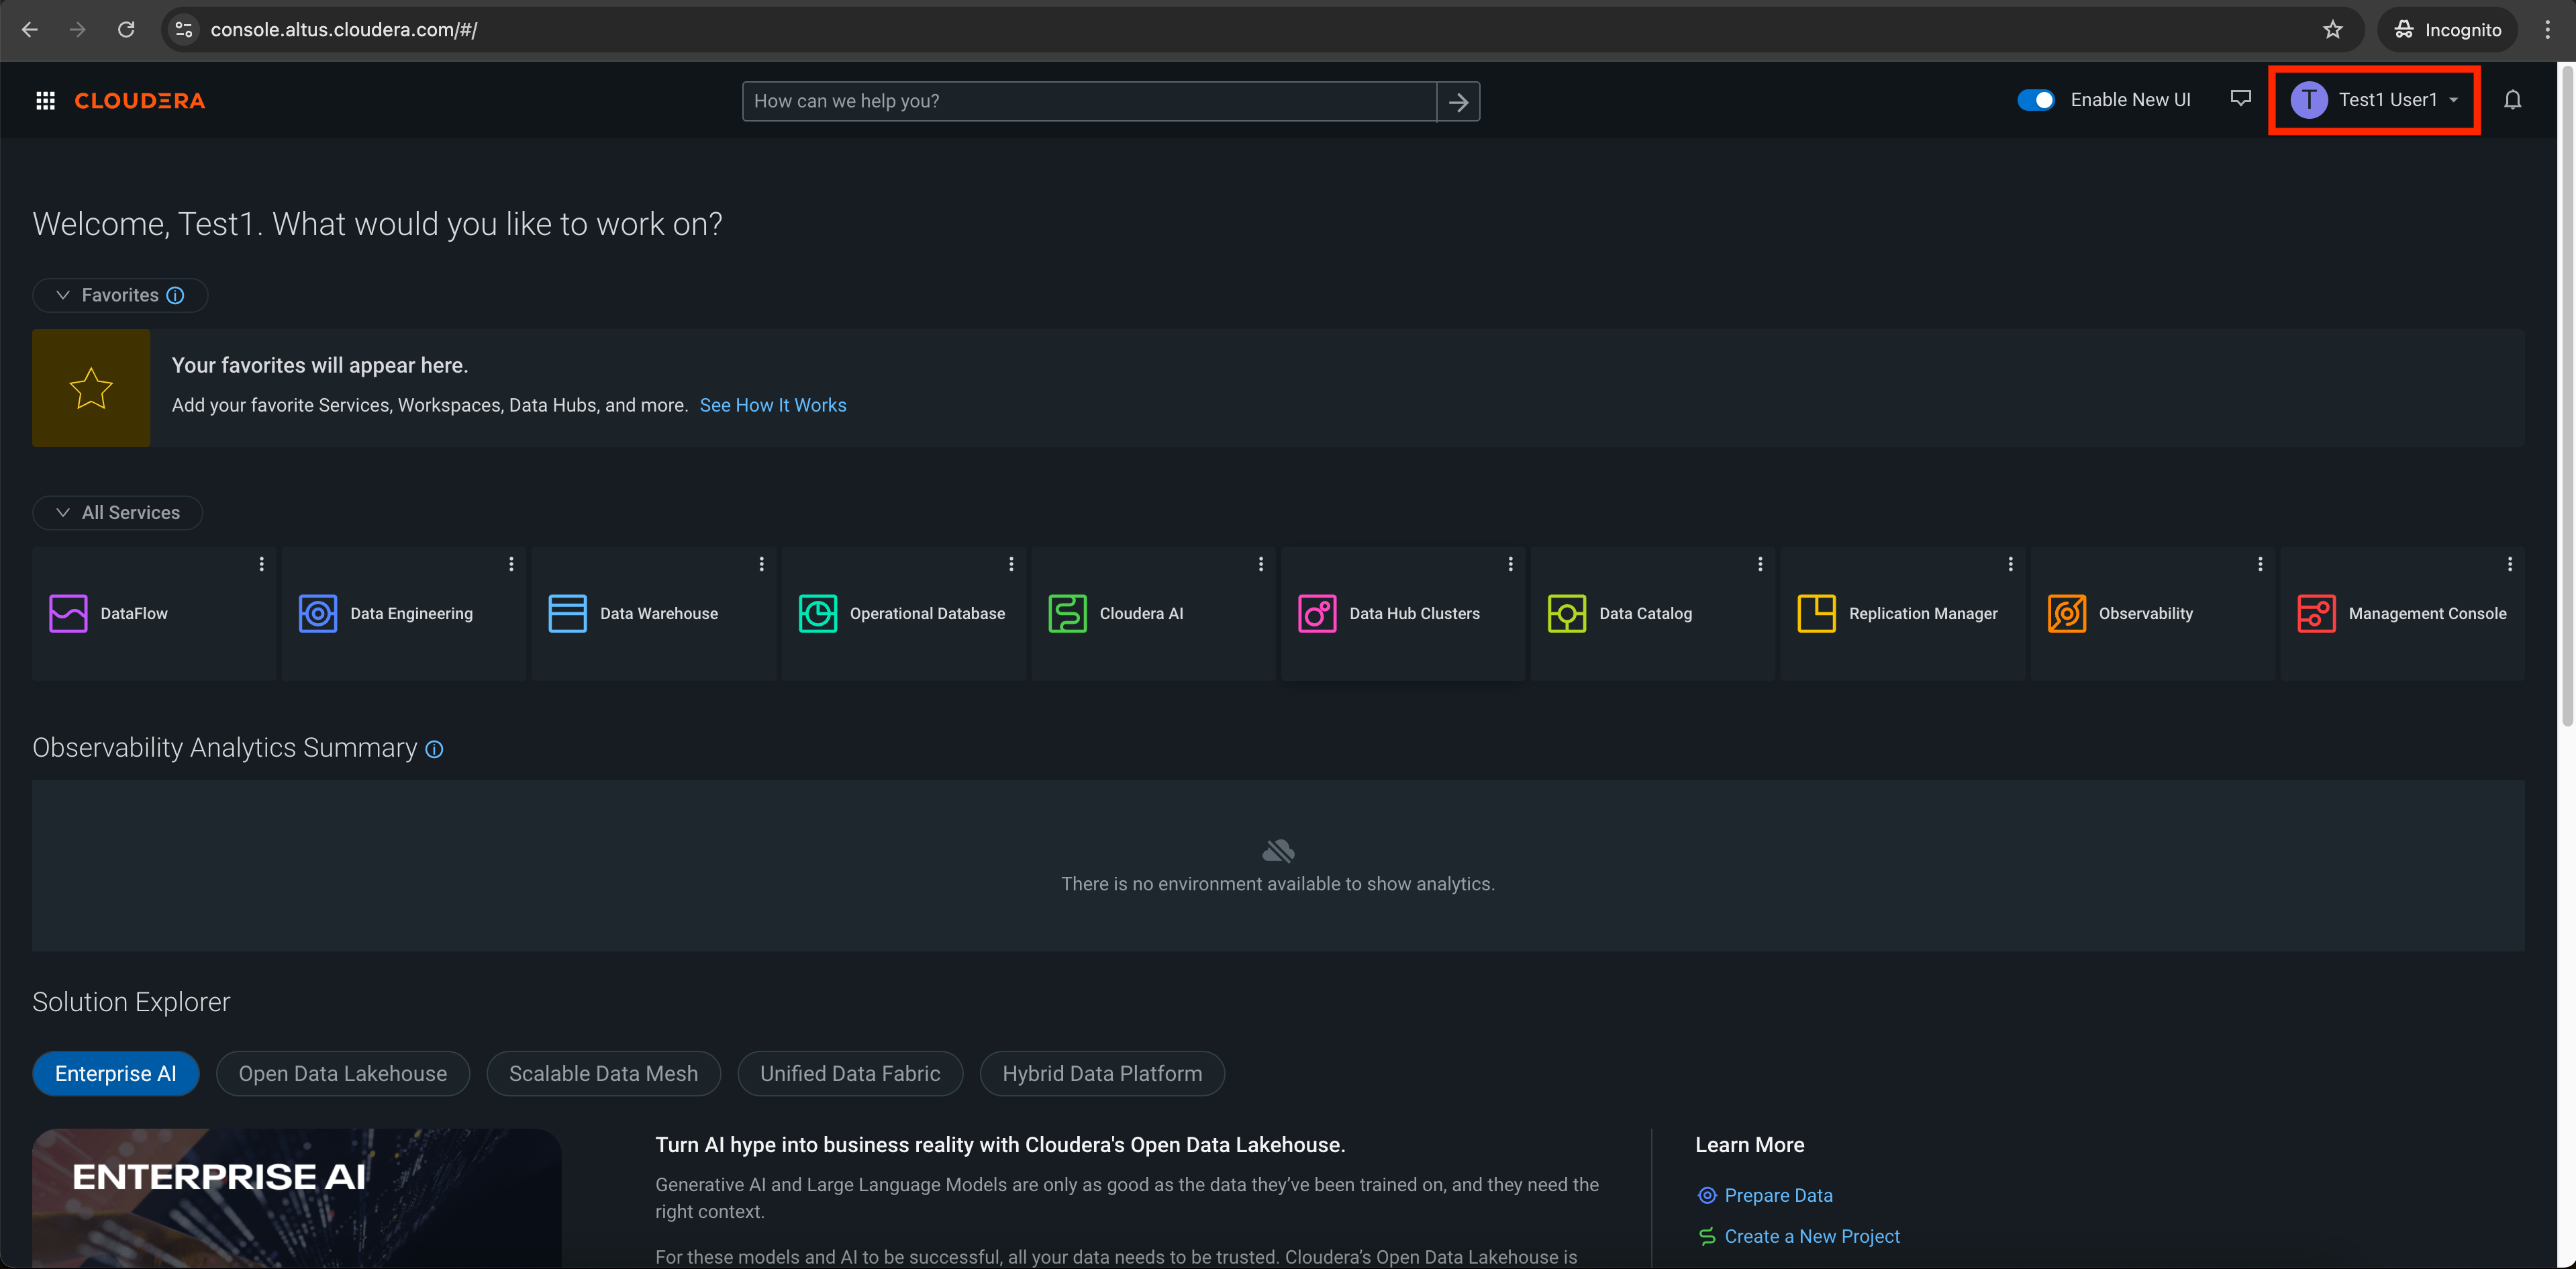 console.altus.cloudera.com/#/
Incognito
CLOUDERA
How can we help you?
Enable New UI
T
Test1 User1
Welcome, Test1. What would you like to work on?
Favorites
Your favorites will appear here.
Add your favorite Services, Workspaces, Data Hubs, and more. See How It Works
All Services
DataFlow
Data Engineering
Data Warehouse
Operational Database
Cloudera AI
Data Hub Clusters
Data Catalog
Replication Manager
Observability
Management Console
Observability Analytics Summary
There is no environment available to show analytics.
Solution Explorer
Enterprise AI
Open Data Lakehouse
Scalable Data Mesh
Unified Data Fabric
Hybrid Data Platform
ENTERPRISE AI
Turn AI hype into business reality with Cloudera's Open Data Lakehouse.
Generative AI and Large Language Models are only as good as the data they’ve been trained on, and they need the
right context.
For these models and AI to be successful, all your data needs to be trusted. Cloudera’s Open Data Lakehouse is
Learn More
Prepare Data
Create a New Project